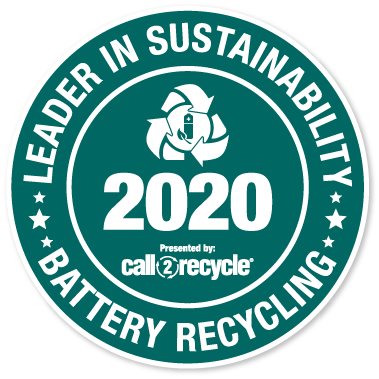 LEADER IN SUSTAINABILITY
2020
Presented by:
call2recycle®
BATTERY RECYCLING